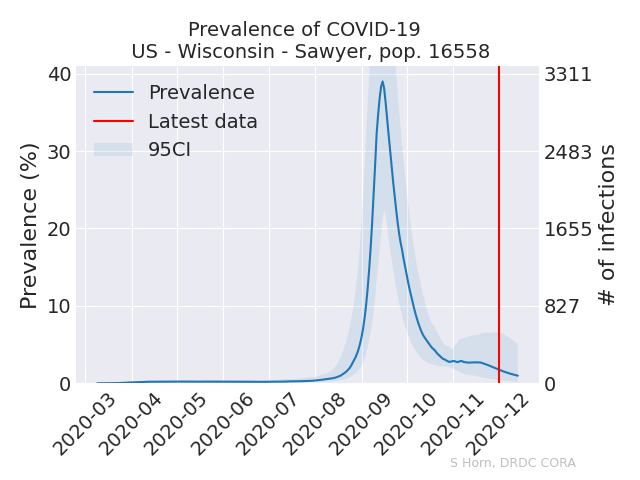 Prevalence of COVID-19
US - Wisconsin - Sawyer, pop. 16558
Prevalence
Latest data
95CI
Prevalence (%)
40
30
20
10
0
# of infections
3311
2483
1655
827
0
2020-03
2020-04
2020-05
2020-06
2020-07
2020-08
2020-09
2020-10
2020-11
2020-12
S Horn, DRDC CORA